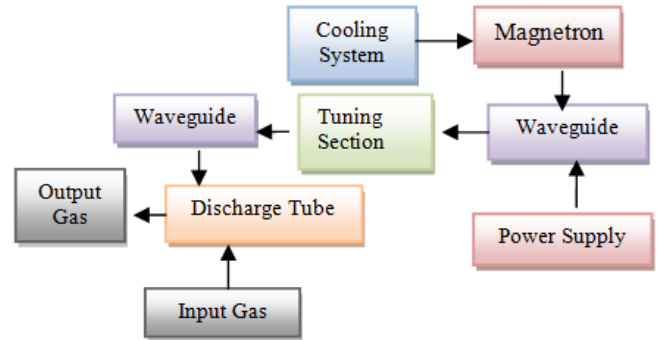 Cooling
System
Magnetron
Waveguide
Tuning
Section
Waveguide
Output
Gas
Discharge Tube
Power Supply
Input Gas